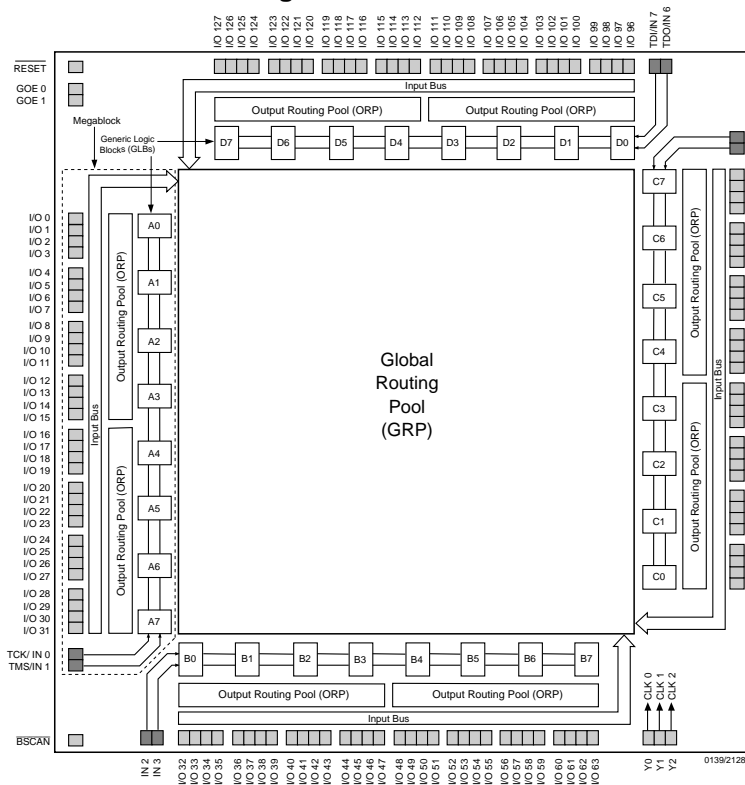 I/O 127
I/O 126
I/O 125
I/O 124
I/O 123
I/O 122
I/O 121
I/O 120
I/O 119
I/O 118
I/O 117
I/O 116
I/O 115
I/O 114
I/O 113
I/O 112
I/O 111
I/O 110
I/O 109
I/O 108
I/O 107
I/O 106
I/O 105
I/O 104
I/O 103
I/O 102
I/O 101
I/O 100
I/O 99
I/O 98
I/O 97
I/O 96
TDI/IN 7
TDO/IN 6
RESET
GOE 0
GOE 1
Input Bus
Output Routing Pool (ORP)
Output Routing Pool (ORP)
Megablock
Generic Logic
Blocks (GLBs)
D7
D6
D5
D4
D3
D2
D1
D0
I/O 0
I/O 1
I/O 2
I/O 3
I/O 4
I/O 5
I/O 6
I/O 7
I/O 8
I/O 9
I/O 10
I/O 11
I/O 12
I/O 13
I/O 14
I/O 15
I/O 16
I/O 17
I/O 18
I/O 19
I/O 20
I/O 21
I/O 22
I/O 23
I/O 24
I/O 25
I/O 26
I/O 27
I/O 28
I/O 29
I/O 30
I/O 31
TCK/ IN 0
TMS/IN 1
Input Bus
Output Routing Pool (ORP)
Output Routing Pool (ORP)
A0
A1
A2
A3
A4
A5
A6
A7
Global
Routing
Pool
(GRP)
C7
C6
C5
C4
C3
C2
C1
C0
Output Routing Pool (ORP)
Output Routing Pool (ORP)
Input Bus
B0
B1
B2
B3
B4
B5
B6
B7
Output Routing Pool (ORP)
Output Routing Pool (ORP)
Input Bus
CLK 0
CLK 1
CLK 2
BSCAN
IN 2
IN 3
I/O 32
I/O 33
I/O 34
I/O 35
I/O 36
I/O 37
I/O 38
I/O 39
I/O 40
I/O 41
I/O 42
I/O 43
I/O 44
I/O 45
I/O 46
I/O 47
I/O 48
I/O 49
I/O 50
I/O 51
I/O 52
I/O 53
I/O 54
I/O 55
I/O 56
I/O 57
I/O 58
I/O 59
I/O 60
I/O 61
I/O 62
I/O 63
Y0
Y1
Y2
0139/2128